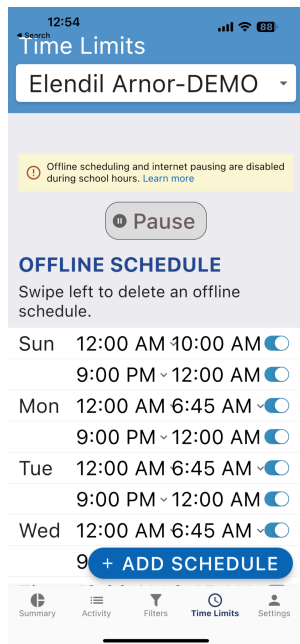 12:54
88
Search
Time Limits
Elendil Arnor-DEMO
Offline scheduling and internet pausing are disabled
during school hours. Learn more
Pause
OFFLINE SCHEDULE
Swipe left to delete an offline
schedule.
Sun 12:00 AM 10:00 AM
9:00 PM 12:00 AM
Mon 12:00 AM 6:45 AM
9:00 PM 12:00 AM
Tue 12:00 AM 6:45 AM
9:00 PM 12:00 AM
Wed 12:00 AM 6:45 AM
9
+ ADD SCHEDULE
Summary Activity Filters Time Limits Settings